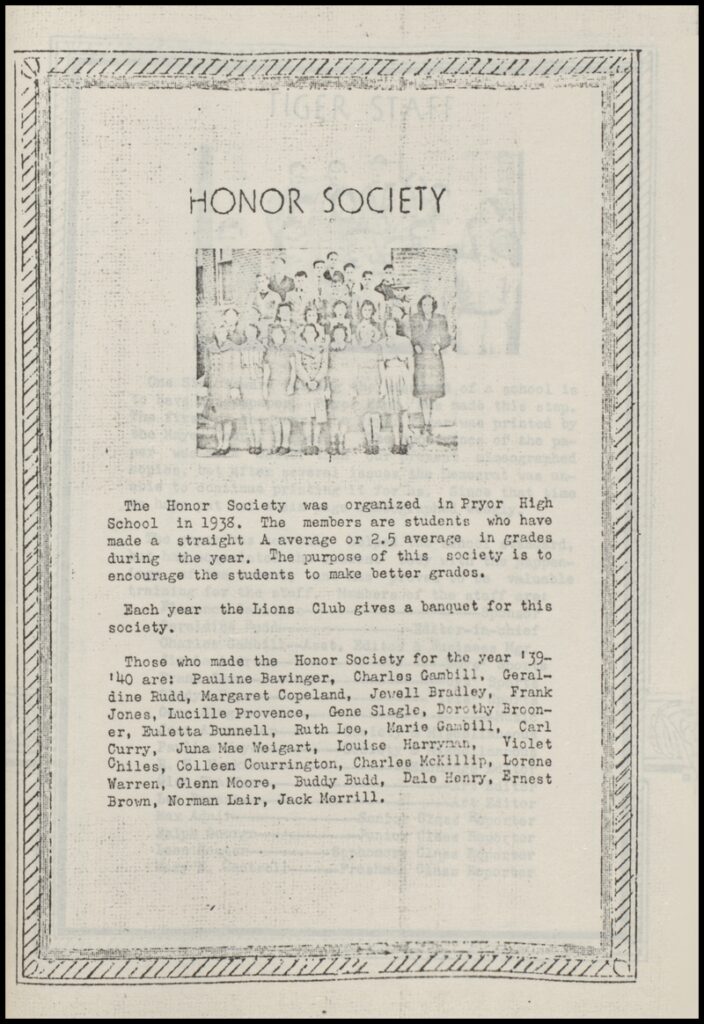 HONOR SOCIETY
The Honor Society was organized in Pryor High
School in 1938. The members are students who have
made a straight A average or 2.5 average in grades
during the year. The purpose of this society is to
encourage the students to make better grades.
Each year the Lions Club gives a banquet for this
society.
Those who made the Honor Society for the year '39-
'40 are: Pauline Bavinger, Charles Gambill, Geral-
dine Rudd, Margaret Copeland, Jewell Bradley, Frank
Jones, Lucille Provence, Gene Slagle, Dorothy Broon-
er, Euletta Bunnell, Ruth Lee, Marie Gambill, Carl
Curry, Juna Mae Weigart, Louise Harryman, Violet
Chiles, Colleen Courrington, Charles McKillip, Lorene
Warren, Glenn Moore, Buddy Budd, Dale Henry, Ernest
Brown, Norman Lair, Jack Merrill.